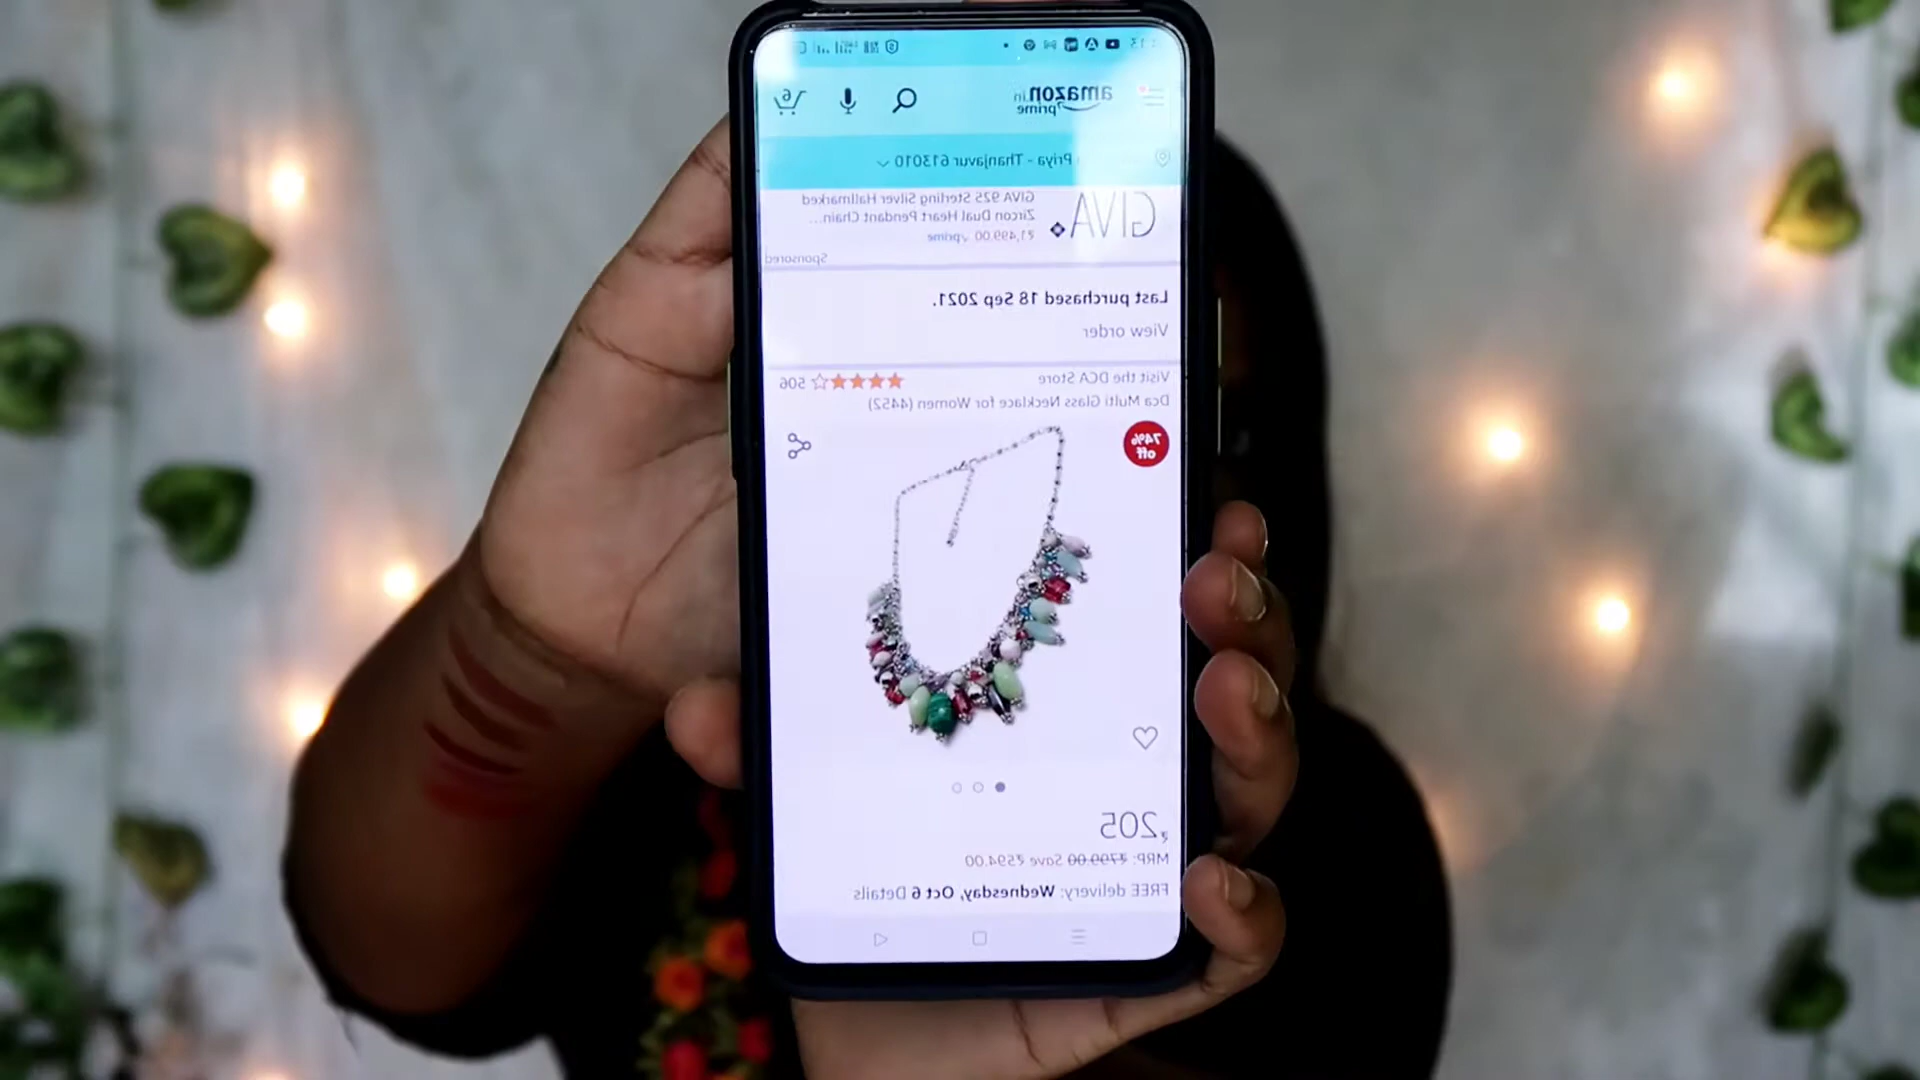 amazon.in
prime
6
Priya - Thanjavur 613010
GIVA
GIVA 925 Sterling Silver Hallmarked
Zircon Dual Heart Pendant Chain...
₹1,499.00 prime
Sponsored
Last purchased 18 Sep 2021.
View order
Visit the DCA Store
506
Dca Multi Glass Necklace for Women (4452)
74%
off
₹205
MRP: ₹799.00 Save ₹594.00
FREE delivery: Wednesday, Oct 6 Details